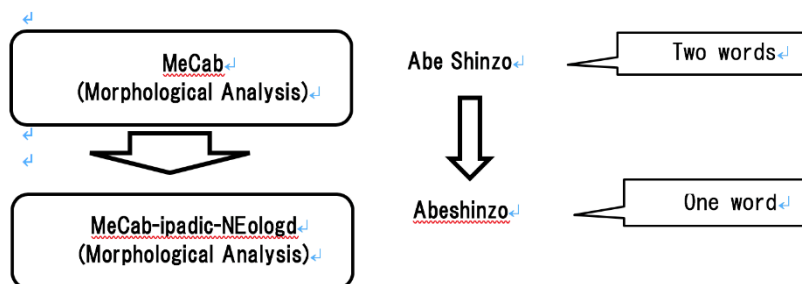 MeCab
(Morphological Analysis)
Abe Shinzo
Two words
MeCab-ipadic-NEologd
(Morphological Analysis)
Abeshinzo
One word